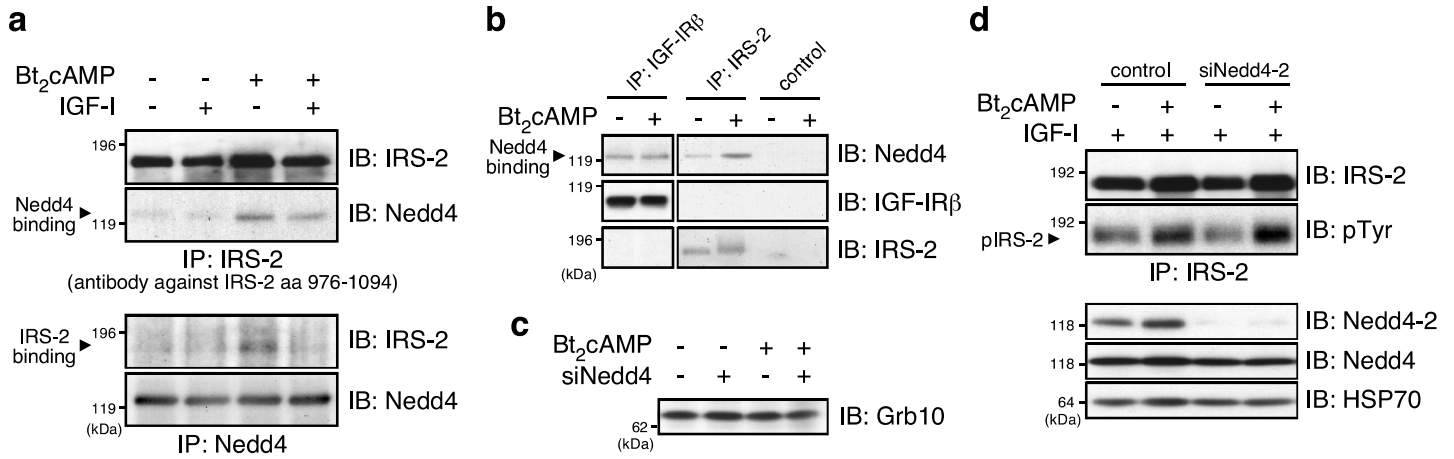 a
Bt2cAMP - - + +
IGF-I - + - +
196
IB: IRS-2
Nedd4 binding
119
IB: Nedd4
IP: IRS-2
(antibody against IRS-2 aa 976-1094)
IRS-2 binding
196
IB: IRS-2
119
IB: Nedd4
(kDa)
IP: Nedd4
b
IP: IGF-IRβ
IP: IRS-2
control
Bt2cAMP - + - + - +
Nedd4 binding
119
IB: Nedd4
119
IB: IGF-IRβ
196
IB: IRS-2
(kDa)
c
Bt2cAMP - - + +
siNedd4 - + - +
62
IB: Grb10
(kDa)
d
control siNedd4-2
Bt2cAMP - + - +
IGF-I + + + +
192
IB: IRS-2
192
pIRS-2
IB: pTyr
IP: IRS-2
118
IB: Nedd4-2
118
IB: Nedd4
64
IB: HSP70
(kDa)